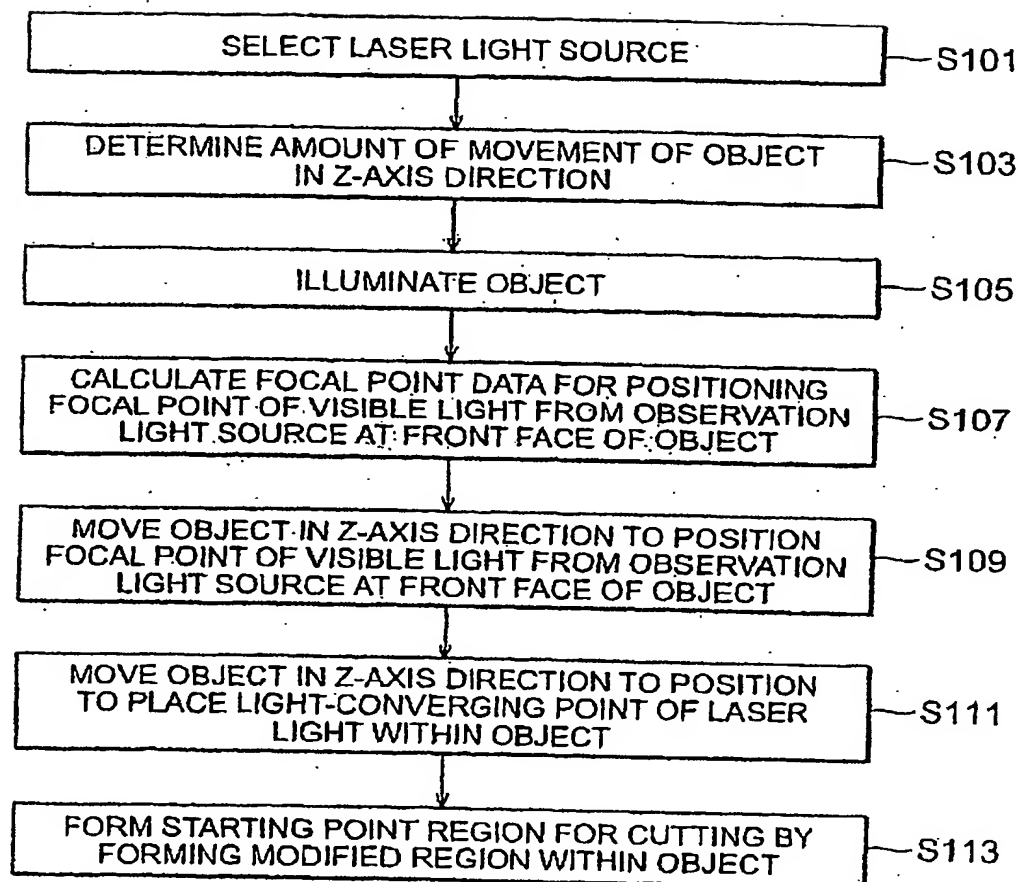 SELECT LASER LIGHT SOURCE
S101
DETERMINE AMOUNT OF MOVEMENT OF OBJECT
IN Z-AXIS DIRECTION
S103
ILLUMINATE OBJECT
S105
CALCULATE FOCAL POINT DATA FOR POSITIONING
FOCAL POINT OF VISIBLE LIGHT FROM OBSERVATION
LIGHT SOURCE AT FRONT FACE OF OBJECT
S107
MOVE OBJECT IN Z-AXIS DIRECTION TO POSITION
FOCAL POINT OF VISIBLE LIGHT FROM OBSERVATION
LIGHT SOURCE AT FRONT FACE OF OBJECT
S109
MOVE OBJECT IN Z-AXIS DIRECTION TO POSITION
TO PLACE LIGHT-CONVERGING POINT OF LASER
LIGHT WITHIN OBJECT
S111
FORM STARTING POINT REGION FOR CUTTING BY
FORMING MODIFIED REGION WITHIN OBJECT
S113